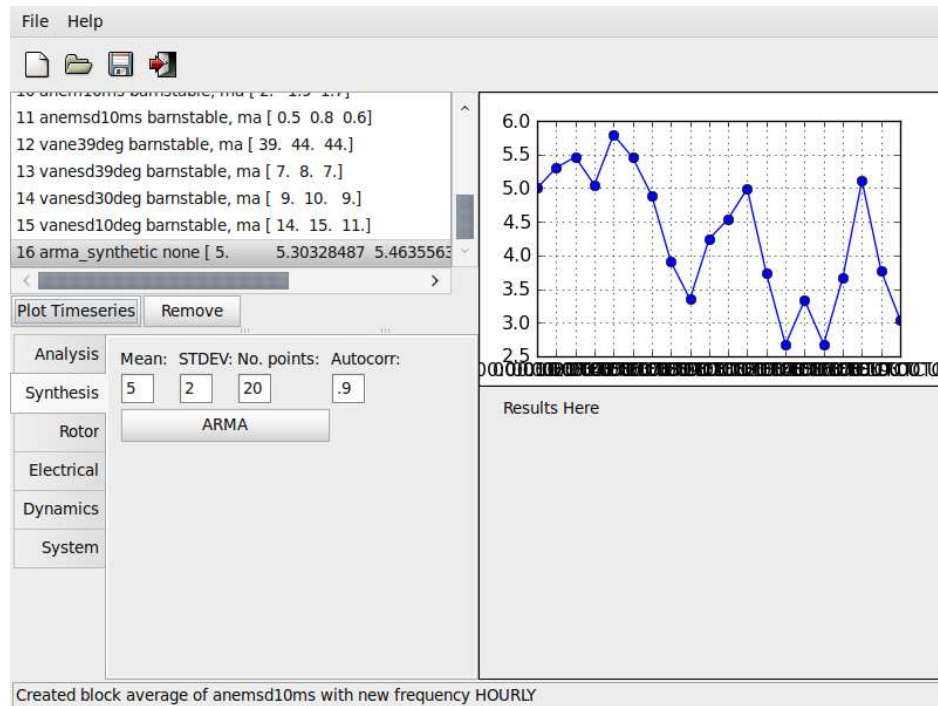 File Help
11 anemsd10ms barnstable, ma [ 0.5 0.8 0.6]
12 vane39deg barnstable, ma [ 39. 44. 44.]
13 vanesd39deg barnstable, ma [ 7. 8. 7.]
14 vanesd30deg barnstable, ma [ 9. 10. 9.]
15 vanesd10deg barnstable, ma [ 14. 15. 11.]
16 arma_synthetic none [ 5. 5.30328487 5.4635563
Plot Timeseries Remove
Analysis
Synthesis
Rotor
Electrical
Dynamics
System
Mean: STDEV: No. points: Autocorr:
5 2 20 .9
ARMA
6.0
5.5
5.0
4.5
4.0
3.5
3.0
2.5
Results Here
Created block average of anemsd10ms with new frequency HOURLY